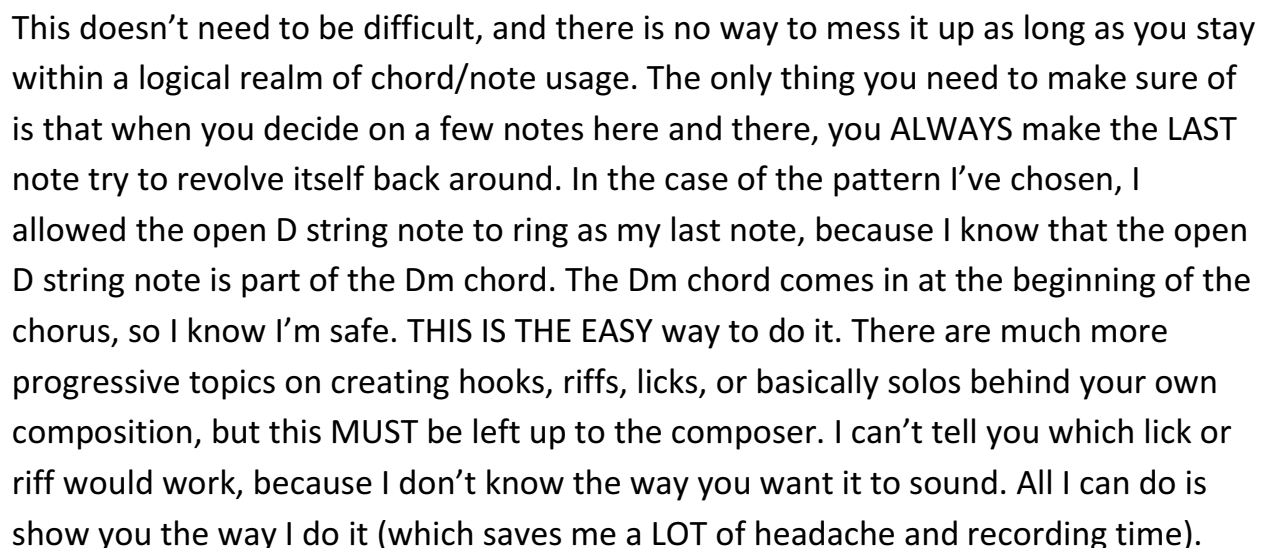 This doesn’t need to be difficult, and there is no way to mess it up as long as you stay
within a logical realm of chord/note usage. The only thing you need to make sure of
is that when you decide on a few notes here and there, you ALWAYS make the LAST
note try to revolve itself back around. In the case of the pattern I’ve chosen, I
allowed the open D string note to ring as my last note, because I know that the open
D string note is part of the Dm chord. The Dm chord comes in at the beginning of the
chorus, so I know I’m safe. THIS IS THE EASY way to do it. There are much more
progressive topics on creating hooks, riffs, licks, or basically solos behind your own
composition, but this MUST be left up to the composer. I can’t tell you which lick or
riff would work, because I don’t know the way you want it to sound. All I can do is
show you the way I do it (which saves me a LOT of headache and recording time).